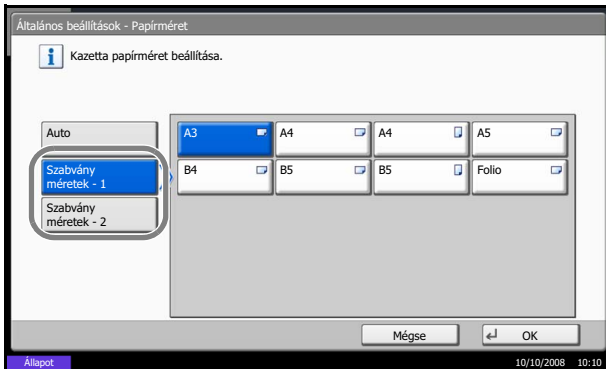 Általános beállítások - Papírméret
Kazetta papírméret beállítása.
Auto
A3
A4
A4
A5
Szabvány
méretek - 1
B4
B5
B5
Folio
Szabvány
méretek - 2
Mégse
OK
Állapot
10/10/2008 10:10